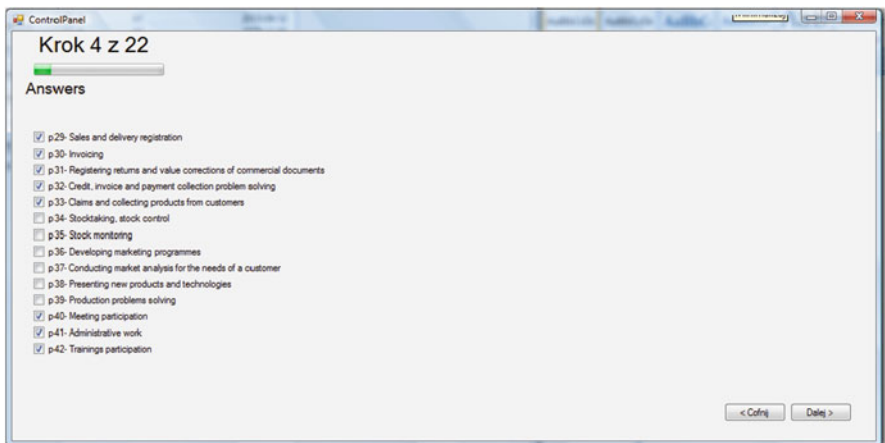 ControlPanel
Krok 4 z 22
Answers
p29- Sales and delivery registration
p30- Invoicing
p31- Registering returns and value corrections of commercial documents
p32- Credit, invoice and payment collection problem solving
p33- Claims and collecting products from customers
p34- Stocktaking, stock control
p35- Stock monitoring
p36- Developing marketing programmes
p37- Conducting market analysis for the needs of a customer
p38- Presenting new products and technologies
p39- Production problems solving
p40- Meeting participation
p41- Administrative work
p42- Trainings participation
< Cofnij
Dalej >